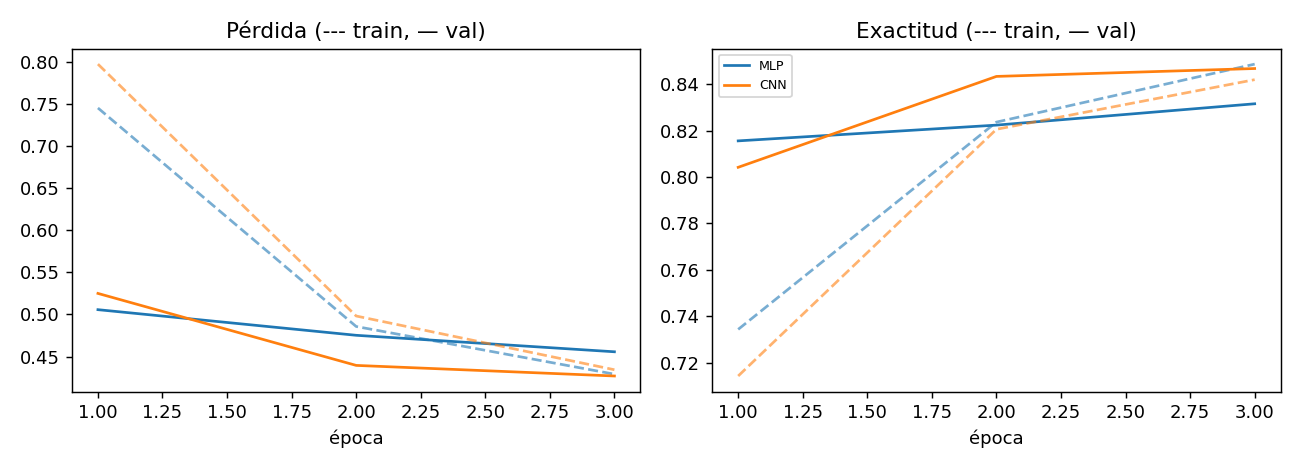 Pérdida (--- train, — val)
0.80
0.75
0.70
0.65
0.60
0.55
0.50
0.45
1.00 1.25 1.50 1.75 2.00 2.25 2.50 2.75 3.00
época
Exactitud (--- train, — val)
MLP
CNN
0.84
0.82
0.80
0.78
0.76
0.74
0.72
1.00 1.25 1.50 1.75 2.00 2.25 2.50 2.75 3.00
época